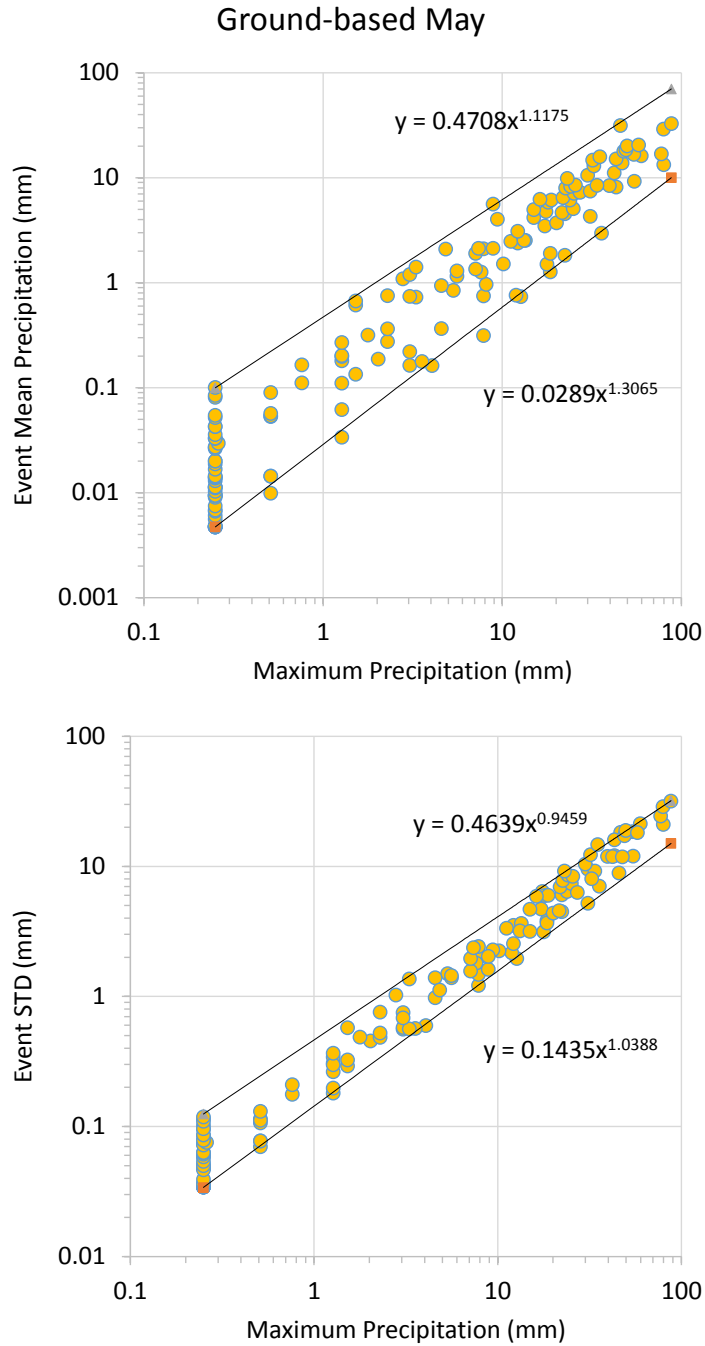 Ground-based May
100
y = 0.4708x^1.1175
10
1
0.1
y = 0.0289x^1.3065
0.01
0.001
0.1 1 10 100
Event Mean Precipitation (mm)
Maximum Precipitation (mm)
100
y = 0.4639x^0.9459
10
1
y = 0.1435x^1.0388
0.1
0.01
0.1 1 10 100
Event STD (mm)
Maximum Precipitation (mm)